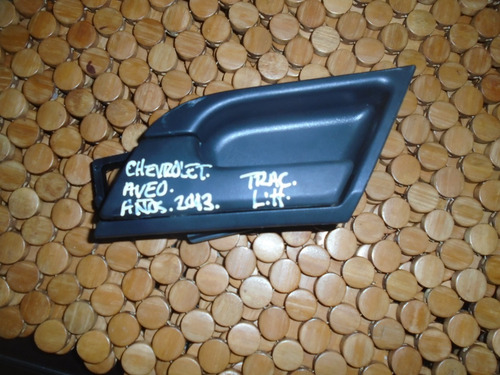 CHEVROLET.
AVEO.
AÑOS. 2013.
TRAC.
L.H.